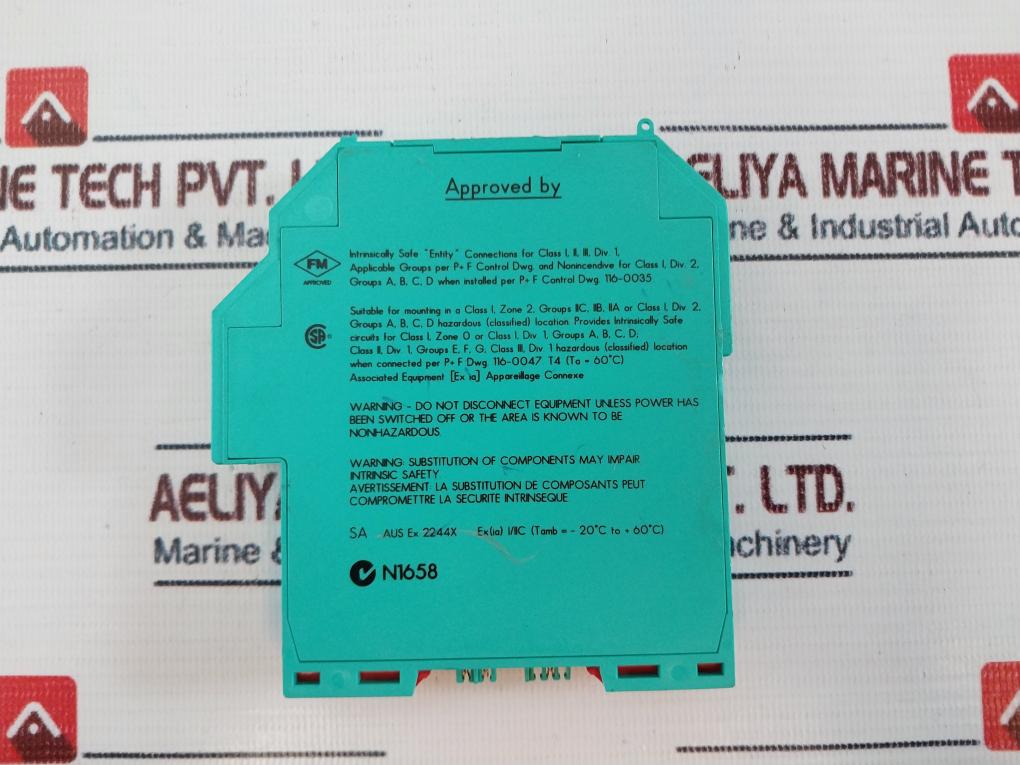 NE TECH PVT. L
Automation & Ma
ELIYA MARINE T
ne & Industrial Auto
Approved by
FM
APPROVED
Intrinsically Safe "Entity" Connections for Class I, II, III, Div. 1,
Applicable Groups per P+F Control Dwg. and Nonincendive for Class I, Div. 2,
Groups A, B, C, D when installed per P+F Control Dwg. 116-0035
Suitable for mounting in a Class I, Zone 2, Groups IIC, IIB, IIA or Class I, Div. 2,
Groups A, B, C, D hazardous (classified) location. Provides Intrinsically Safe
circuits for Class I, Zone 0 or Class I, Div 1, Groups A, B, C, D;
Class II, Div. 1, Groups E, F, G; Class III, Div. 1 hazardous (classified) location
when connected per P+F Dwg. 116-0047 T4 (Ta = 60°C)
Associated Equipment [Ex ia] Appareillage Connexe
WARNING - DO NOT DISCONNECT EQUIPMENT UNLESS POWER HAS
BEEN SWITCHED OFF OR THE AREA IS KNOWN TO BE
NONHAZARDOUS.
WARNING: SUBSTITUTION OF COMPONENTS MAY IMPAIR
INTRINSIC SAFETY
AVERTISSEMENT: LA SUBSTITUTION DE COMPOSANTS PEUT
COMPROMETTRE LA SECURITE INTRINSEQUE
SA AUS Ex 2244X Ex(ia) I/IIC (Tamb = - 20°C to + 60°C)
N1658
AELIYA
T. LTD.
Marine &
achinery